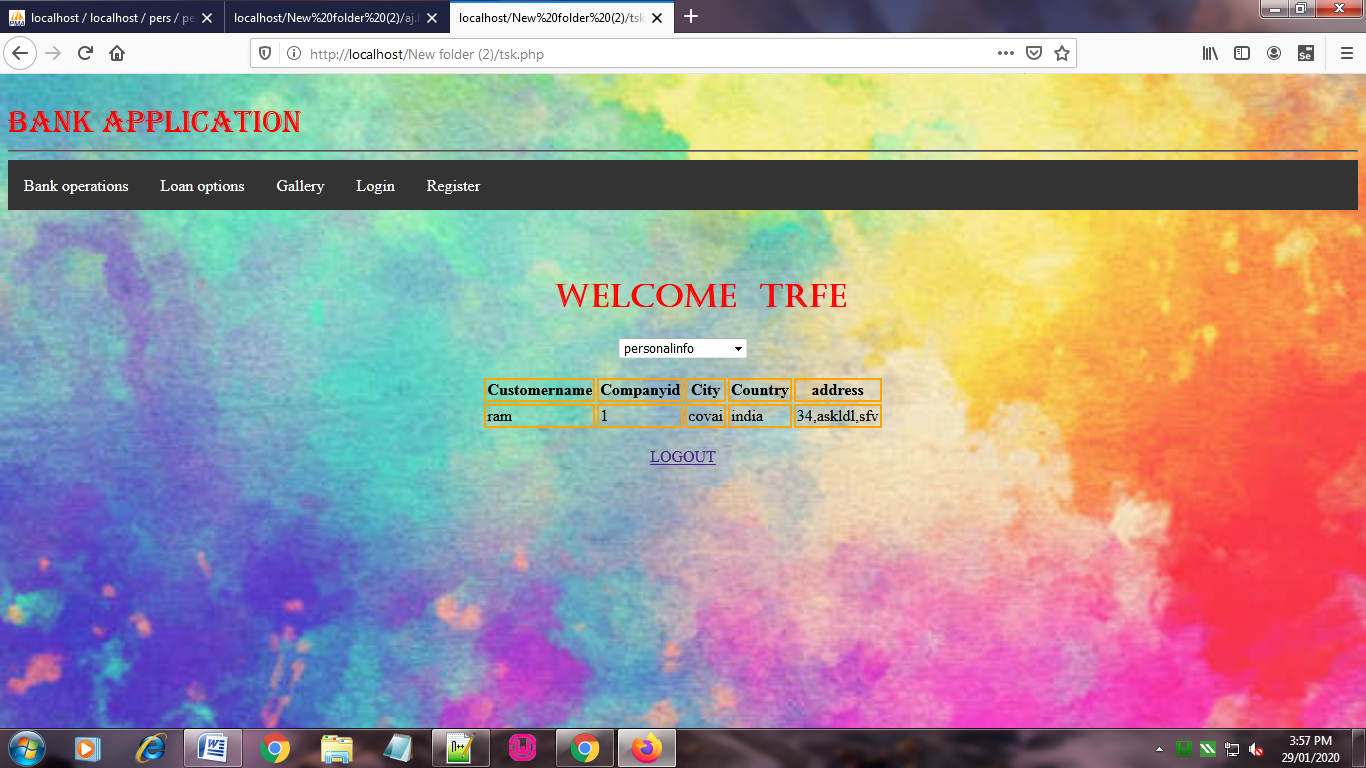 localhost / localhost / pers / pe
localhost/New%20folder%20(2)/aj.
localhost/New%20folder%20(2)/tsk
http://localhost/New folder (2)/tsk.php
BANK APPLICATION
Bank operations Loan options Gallery Login Register
WELCOME TRFE
personalinfo
Customername Companyid City Country address
ram 1 covai india 34,askldl,sfv
LOGOUT
3:57 PM
29/01/2020